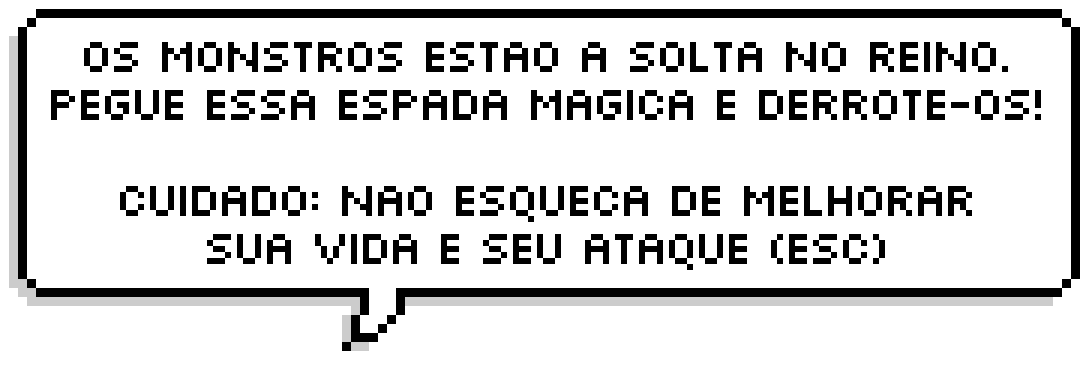 OS MONSTROS ESTAO A SOLTA NO REINO.
PEGUE ESSA ESPADA MAGICA E DERROTE-OS!
CUIDADO: NAO ESQUECA DE MELHORAR
SUA VIDA E SEU ATAQUE (ESC)